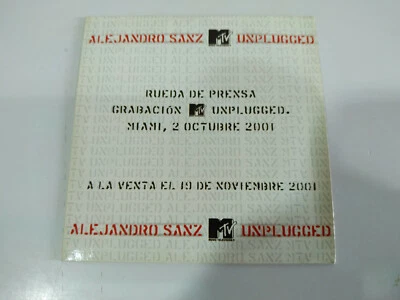 ALEJANDRO SANZ MTV UNPLUGGED
RUEDA DE PRENSA
GRABACIÓN MTV UNPLUGGED.
MIAMI, 2 OCTUBRE 2001
A LA VENTA EL 19 DE NOVIEMBRE 2001
ALEJANDRO SANZ MTV UNPLUGGED